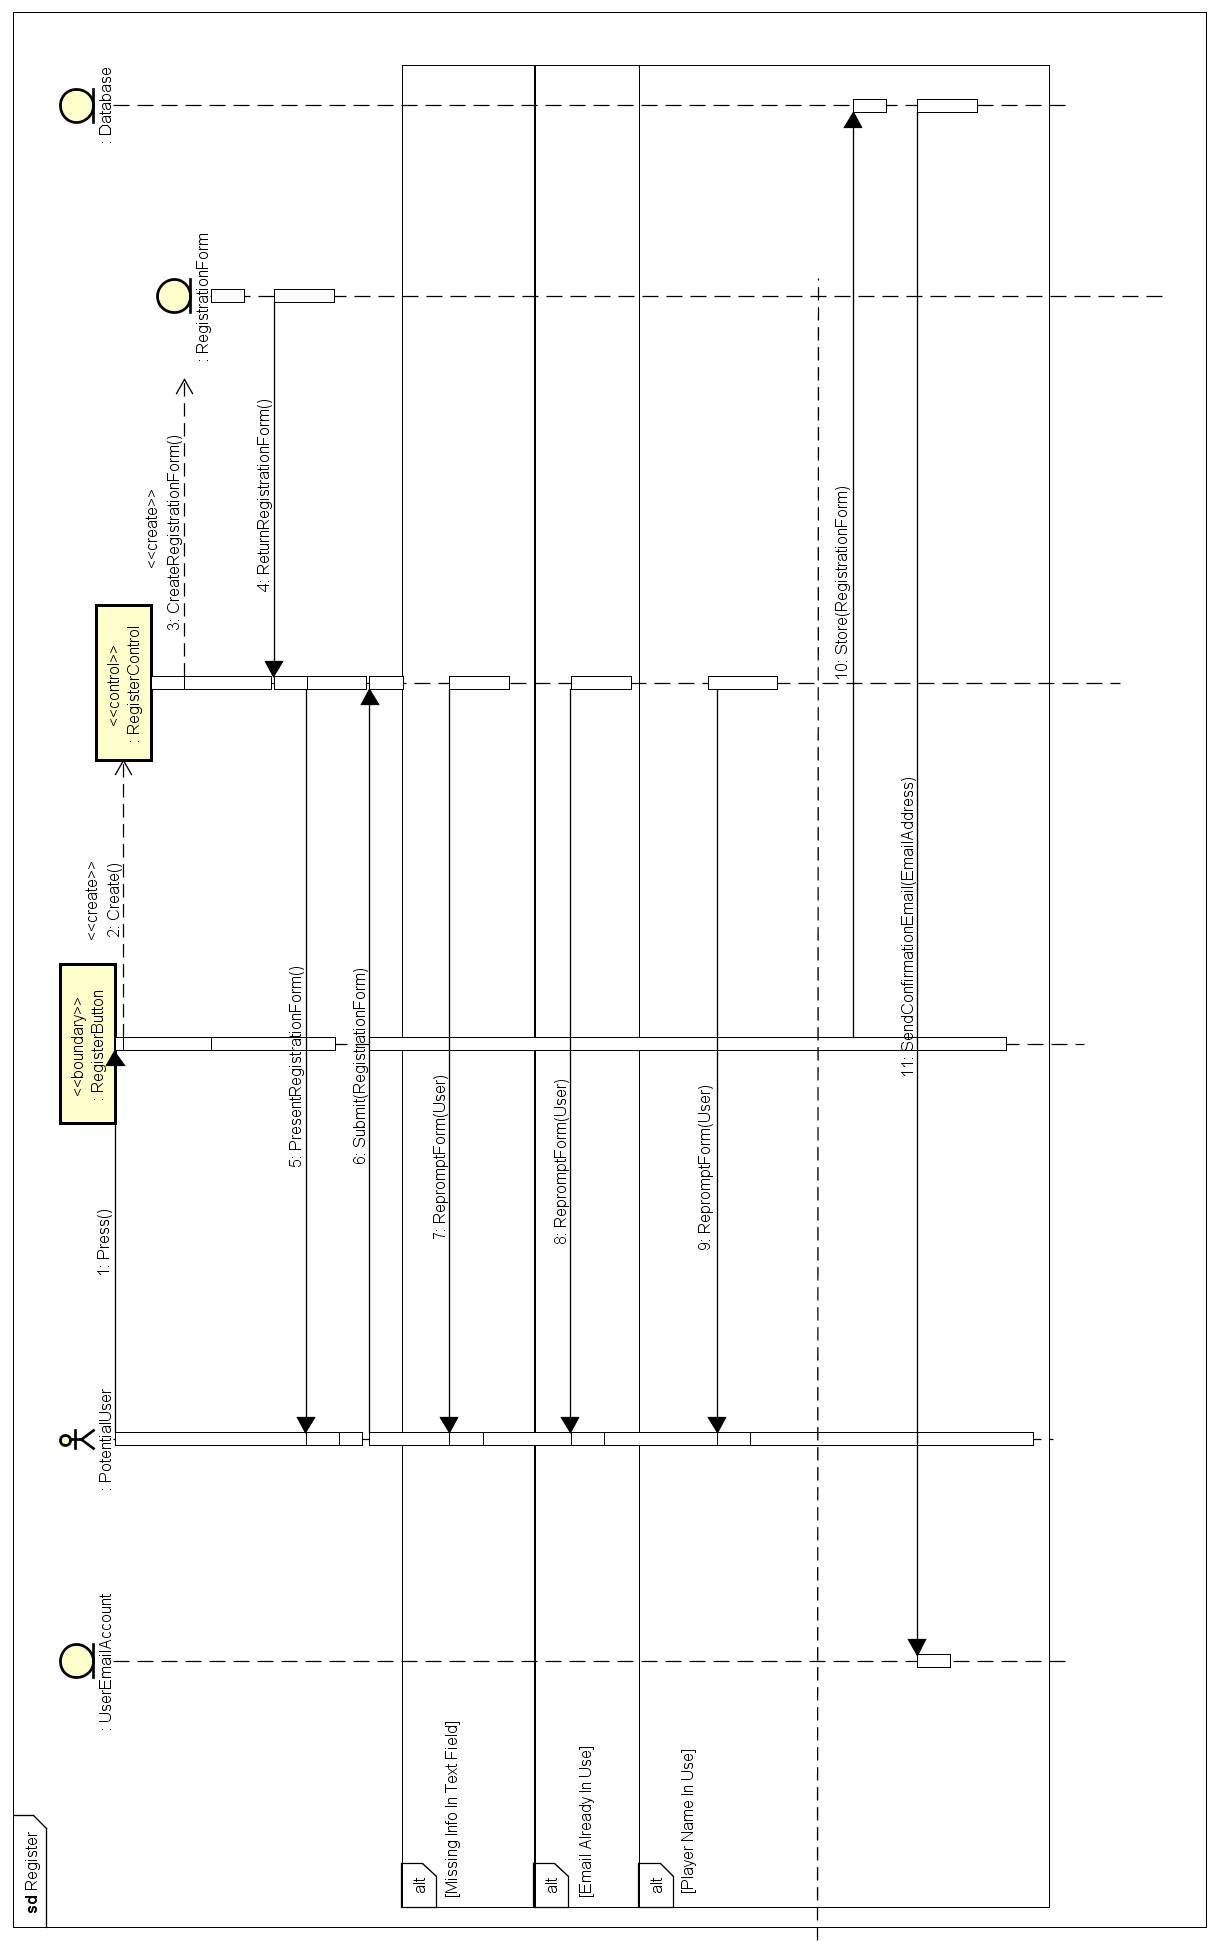 sd Register
: UserEmailAccount
: PotentialUser
<<boundary>>
: RegisterButton
<<control>>
: RegisterControl
: RegistrationForm
: Database
1: Press()
<<create>>
2: Create()
<<create>>
3: CreateRegistrationForm()
4: ReturnRegistrationForm()
5: PresentRegistrationForm()
6: Submit(RegistrationForm)
alt
[Missing Info In Text Field]
7: RepromptForm(User)
alt
[Email Already In Use]
8: RepromptForm(User)
alt
[Player Name In Use]
9: RepromptForm(User)
10: Store(RegistrationForm)
11: SendConfirmationEmail(EmailAddress)